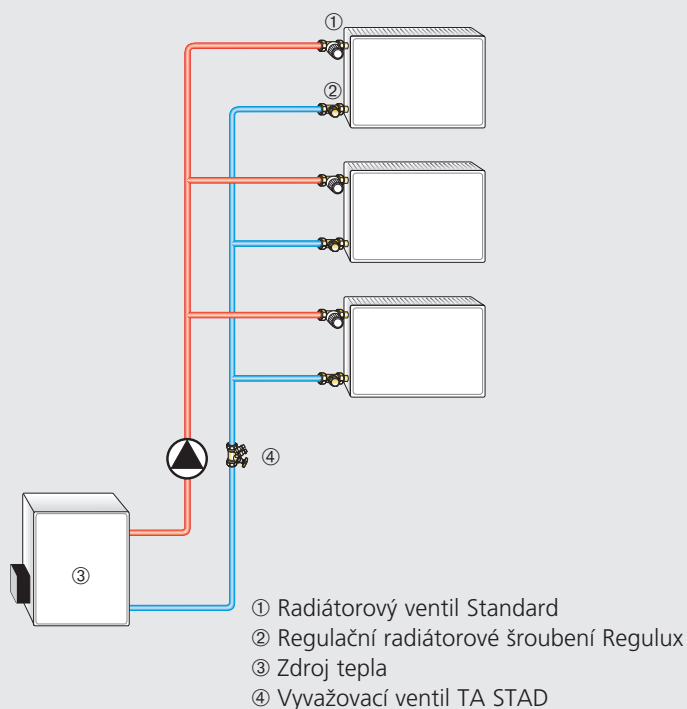 ①
②
④
③
① Radiátorový ventil Standard
② Regulační radiátorové šroubení Regulux
③ Zdroj tepla
④ Vyvažovací ventil TA STAD